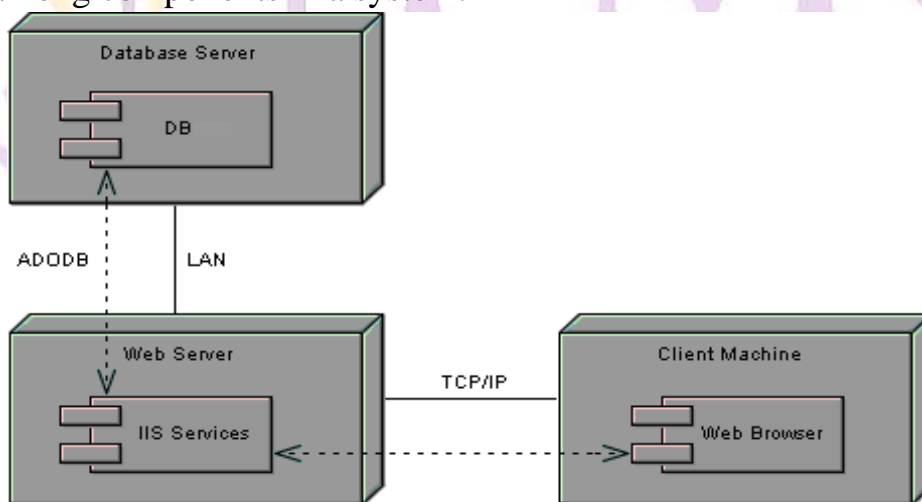 Database Server
DB
ADODB
LAN
Web Server
Client Machine
TCP/IP
IIS Services
Web Browser